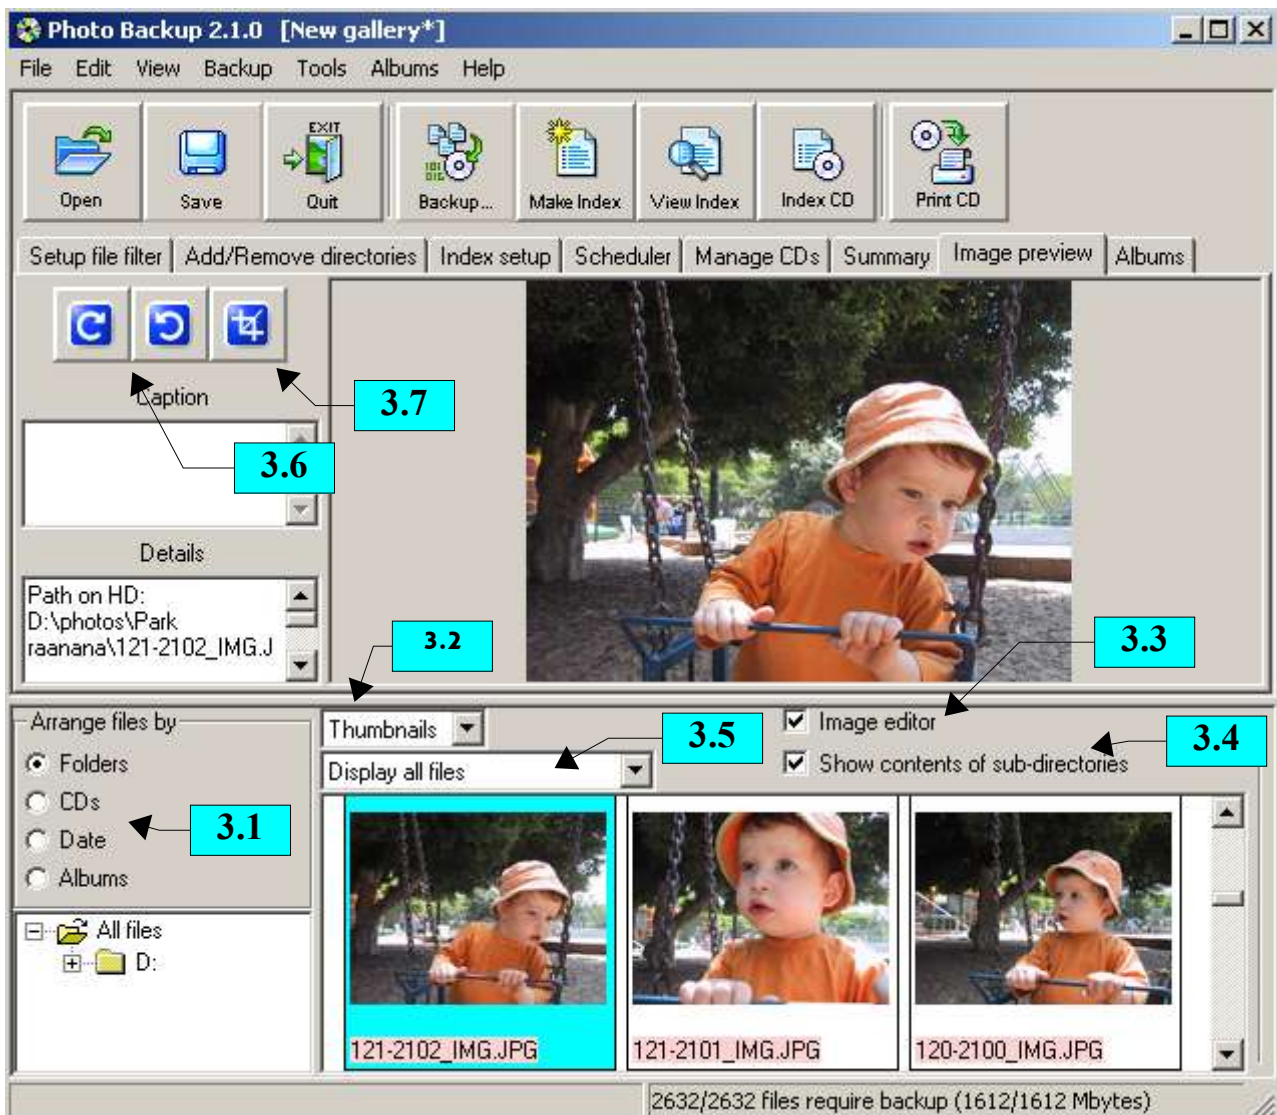 Photo Backup 2.1.0 [New gallery*]
File Edit View Backup Tools Albums Help
EXIT
Open Save Quit Backup... Make Index View Index Index CD Print CD
Setup file filter Add/Remove directories Index setup Scheduler Manage CDs Summary Image preview Albums
3.7
Caption
3.6
Details
Path on HD:
D:\photos\Park
raanana\121-2102_IMG.J
3.2
3.3
Arrange files by
Thumbnails
3.5
Image editor
3.4
Folders
Display all files
Show contents of sub-directories
CDs
3.1
Date
Albums
All files
D:
121-2102_IMG.JPG 121-2101_IMG.JPG 120-2100_IMG.JPG
2632/2632 files require backup (1612/1612 Mbytes)